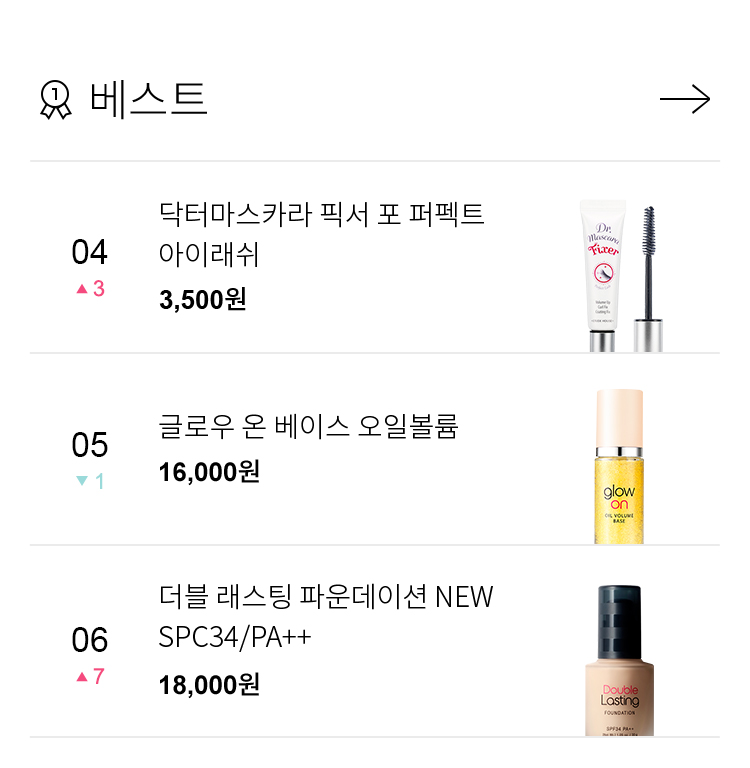 1 베스트
04
▲3
닥터마스카라 픽서 포 퍼펙트
아이래쉬
3,500원
Dr.
Mascara
Fixer
05
▼1
글로우 온 베이스 오일볼륨
16,000원
glow
on
OIL VOLUME
BASE
06
▲7
더블 래스팅 파운데이션 NEW
SPC34/PA++
18,000원
Double
Lasting
FOUNDATION
SPF34 PA++